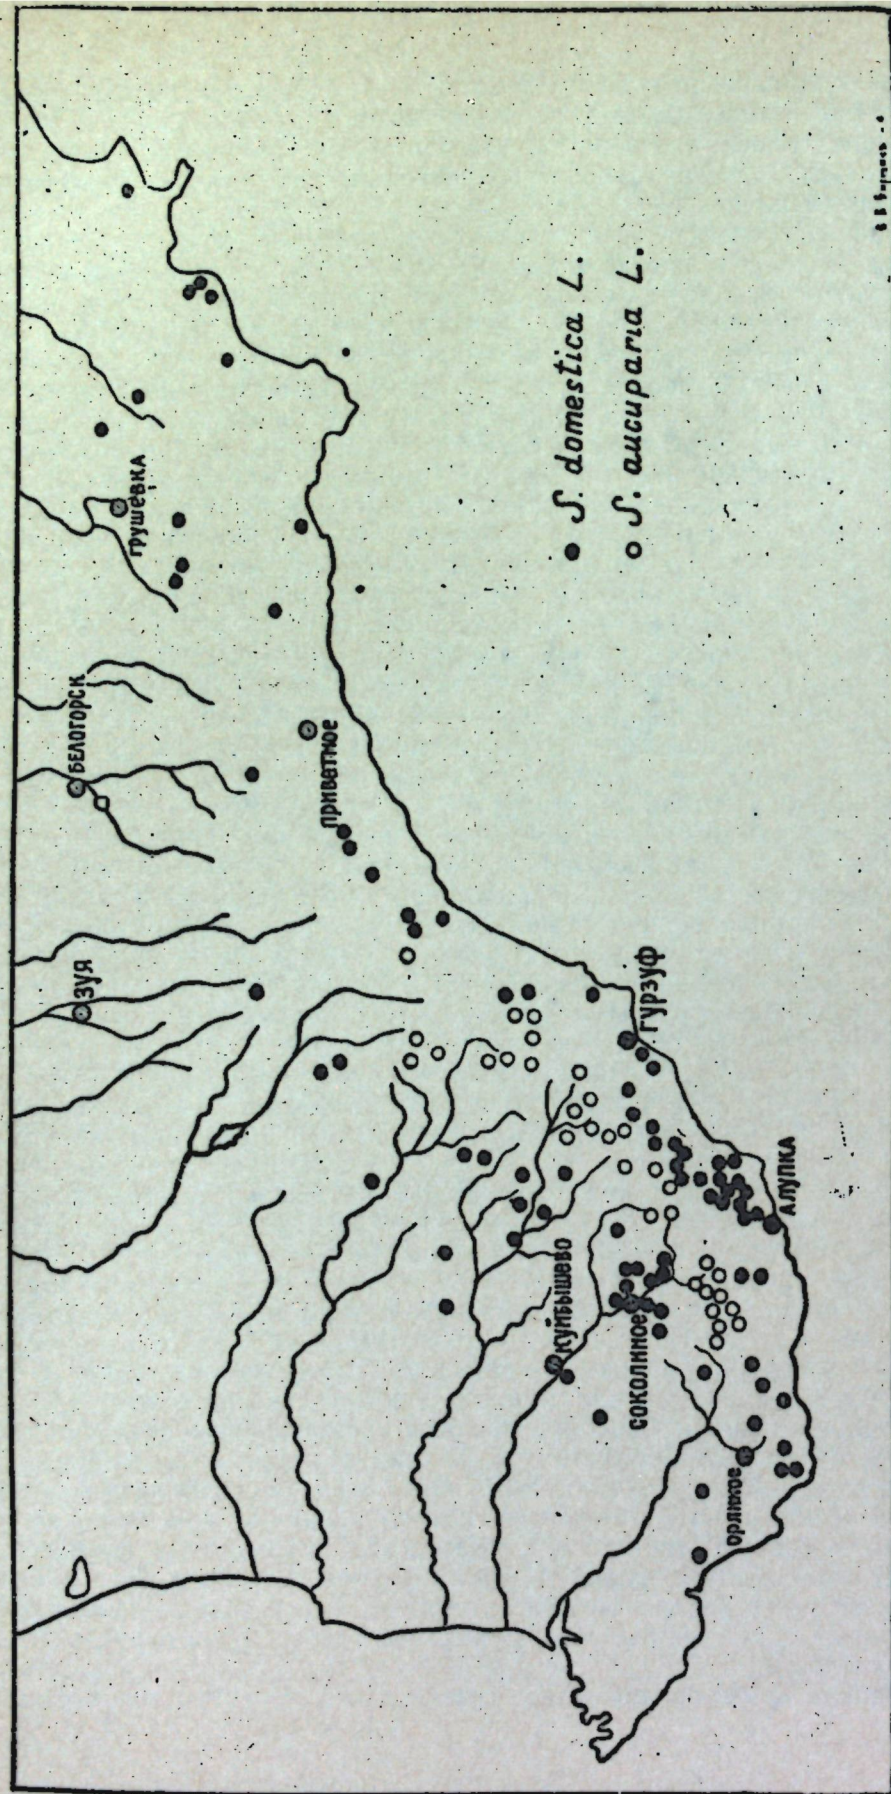 Грушевка
Белогорск
Приветное
Зуя
Гурзуф
Алупка
Куйбышево
Соколиное
Орлиное
S. domestica L.
S. aucuparia L.